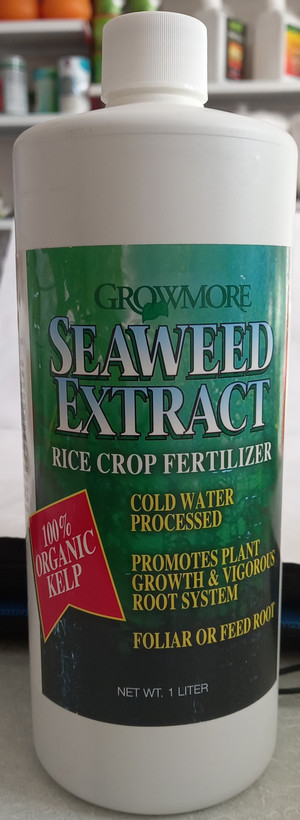 GROWMORE
SEAWEED
EXTRACT
RICE CROP FERTILIZER
100%
ORGANIC
KELP
COLD WATER
PROCESSED
PROMOTES PLANT
GROWTH & VIGOROUS
ROOT SYSTEM
FOLIAR OR FEED ROOT
NET WT. 1 LITER